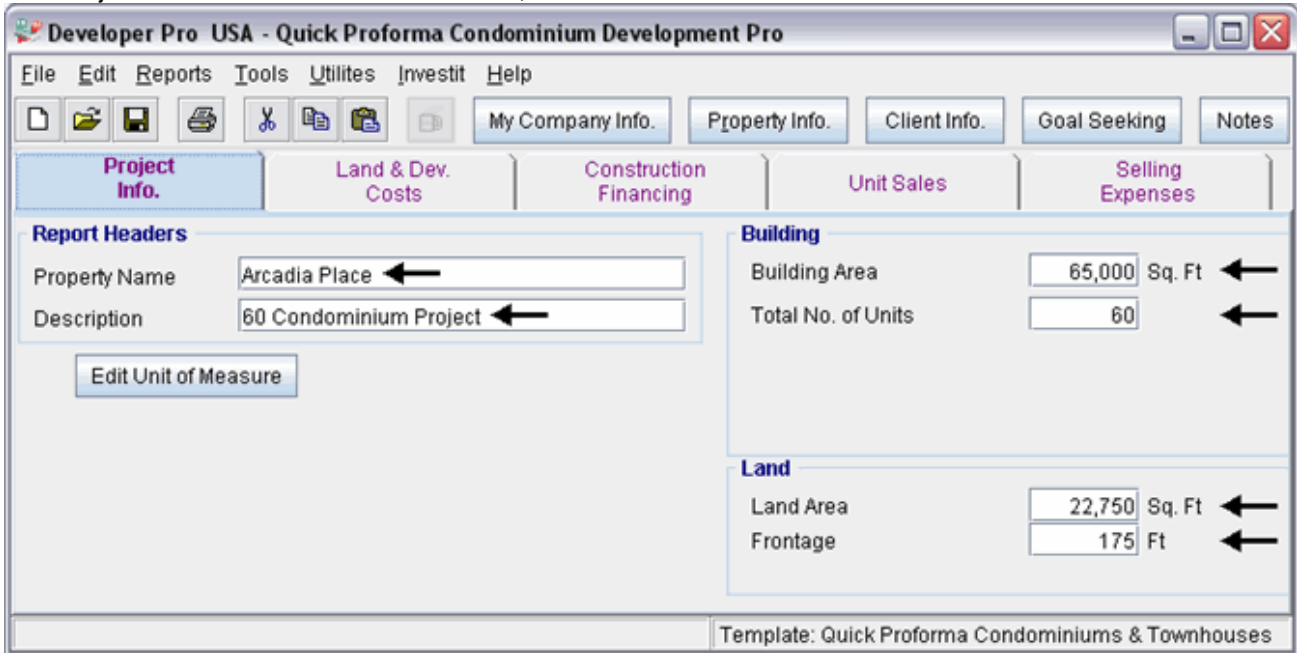 Developer Pro USA - Quick Proforma Condominium Development Pro
File Edit Reports Tools Utilites Investit Help
My Company Info. Property Info. Client Info. Goal Seeking Notes
Project Info.
Land & Dev. Costs
Construction Financing
Unit Sales
Selling Expenses
Report Headers
Property Name Arcadia Place
Description 60 Condominium Project
Edit Unit of Measure
Building
Building Area 65,000 Sq. Ft
Total No. of Units 60
Land
Land Area 22,750 Sq. Ft
Frontage 175 Ft
Template: Quick Proforma Condominiums & Townhouses